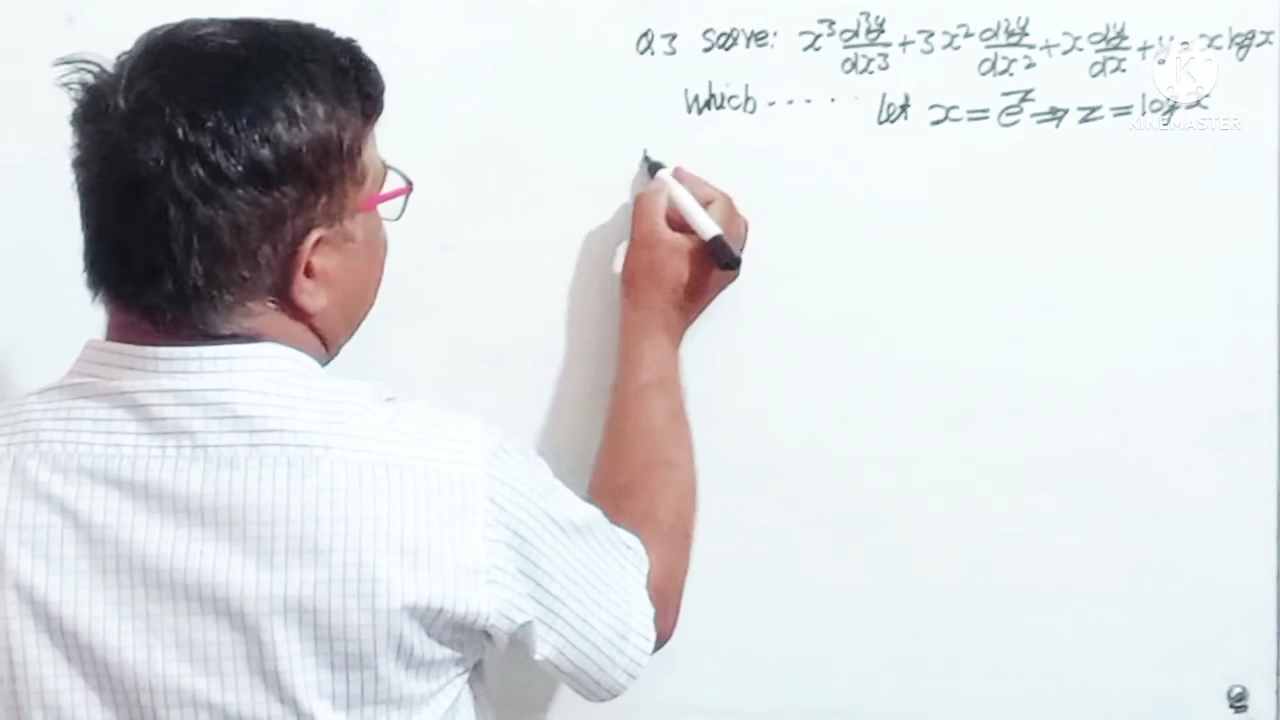 Q.3 Solve: x³ d³y/dx³ + 3x² d²y/dx² + x dy/dx + y = x log x
Which ...... Let x = e^z ⇒ z = log x
KINEMASTER